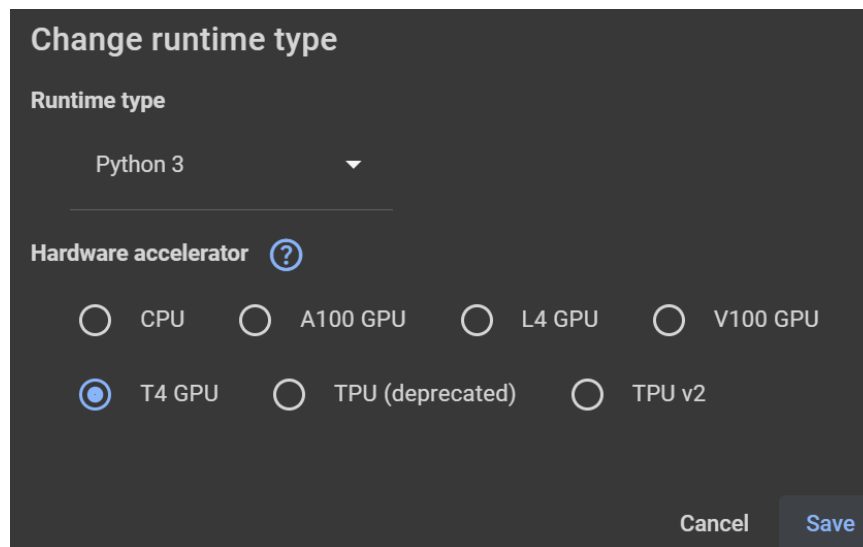 Change runtime type
Runtime type
Python 3
Hardware accelerator ?
CPU A100 GPU L4 GPU V100 GPU
T4 GPU TPU (deprecated) TPU v2
Cancel Save